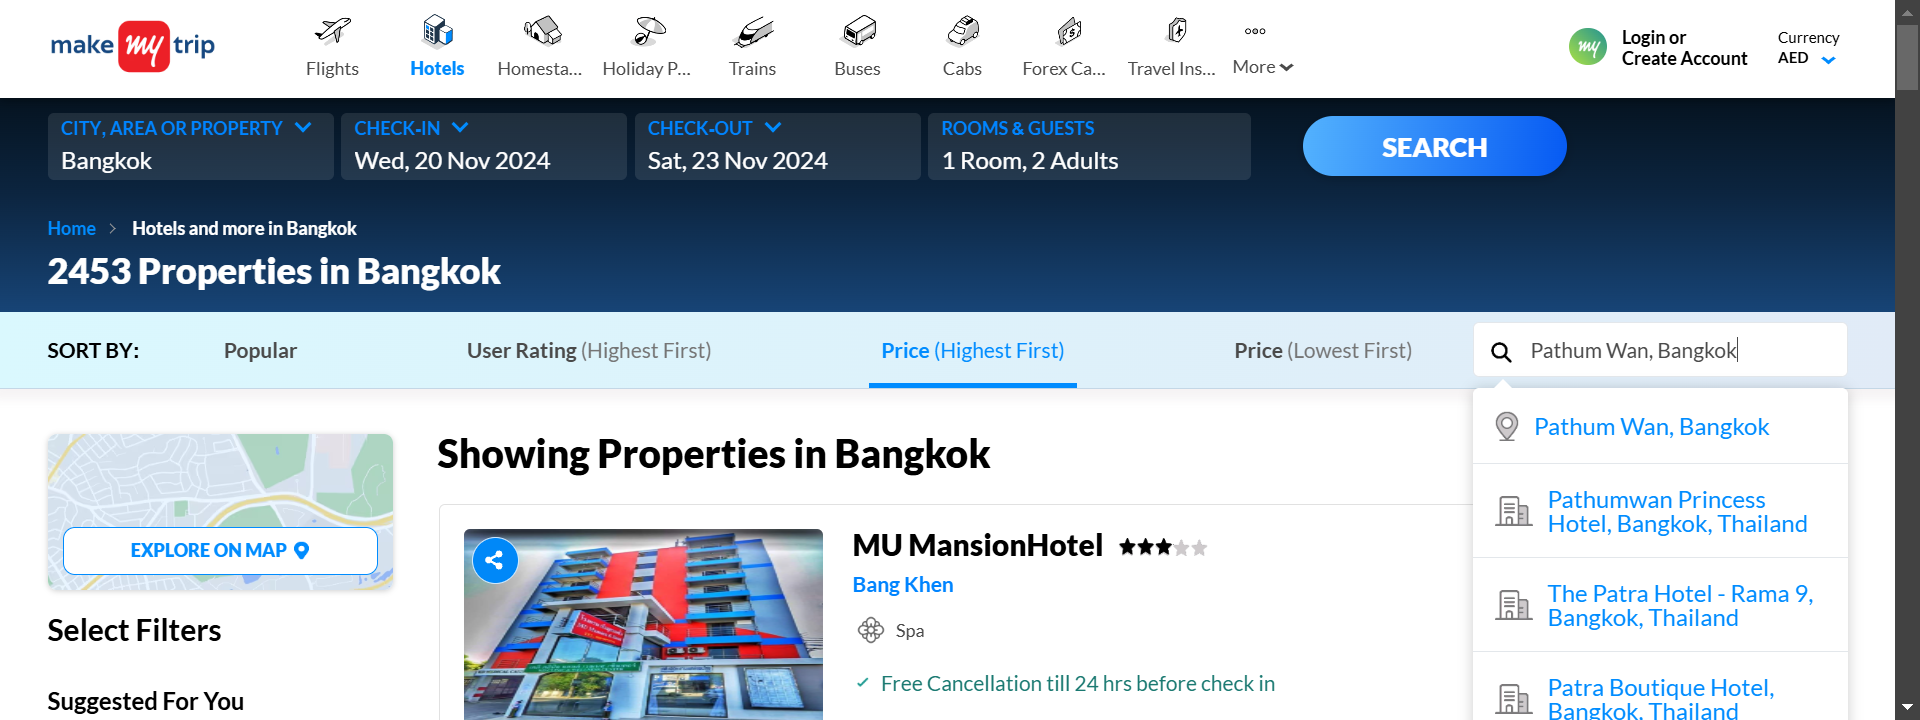 make my trip
Flights
Hotels
Homesta...
Holiday P...
Trains
Buses
Cabs
Forex Ca...
Travel Ins...
More
my
Login or
Create Account
Currency
AED
CITY, AREA OR PROPERTY
Bangkok
CHECK-IN
Wed, 20 Nov 2024
CHECK-OUT
Sat, 23 Nov 2024
ROOMS & GUESTS
1 Room, 2 Adults
SEARCH
Home > Hotels and more in Bangkok
2453 Properties in Bangkok
SORT BY:
Popular
User Rating (Highest First)
Price (Highest First)
Price (Lowest First)
Pathum Wan, Bangkok
Pathum Wan, Bangkok
Pathumwan Princess
Hotel, Bangkok, Thailand
The Patra Hotel - Rama 9,
Bangkok, Thailand
Patra Boutique Hotel,
Bangkok, Thailand
EXPLORE ON MAP
Select Filters
Suggested For You
Showing Properties in Bangkok
MU MansionHotel
Bang Khen
Spa
Free Cancellation till 24 hrs before check in